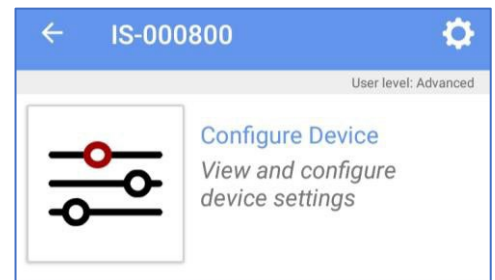 IS-000800
User level: Advanced
Configure Device
View and configure
device settings